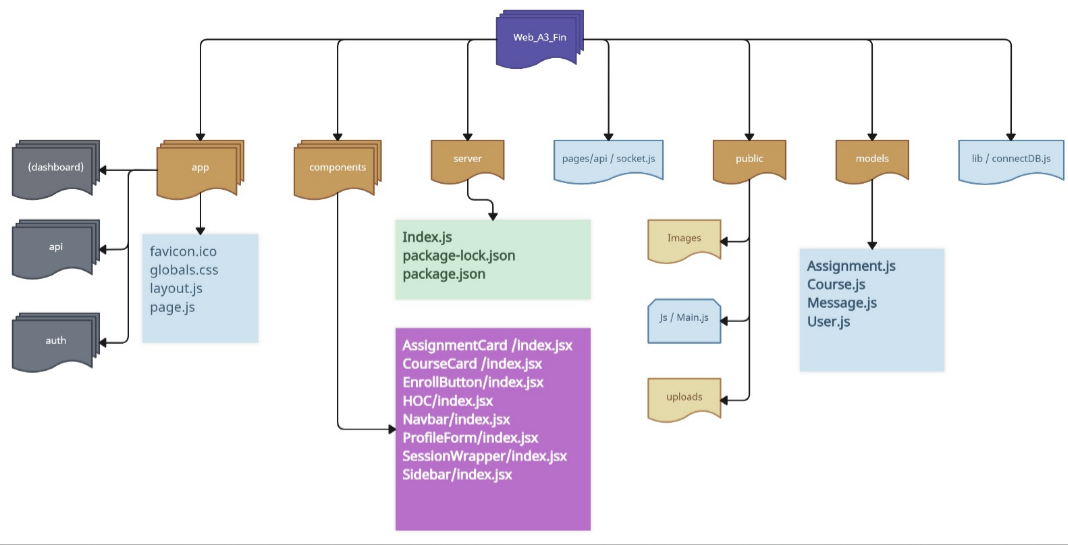 Web_A3_Fin
(dashboard)
app
components
server
pages/api / socket.js
public
models
lib / connectDB.js
api
auth
favicon.ico
globals.css
layout.js
page.js
Index.js
package-lock.json
package.json
AssignmentCard /index.jsx
CourseCard /index.jsx
EnrollButton/index.jsx
HOC/index.jsx
Navbar/index.jsx
ProfileForm/index.jsx
SessionWrapper/index.jsx
Sidebar/index.jsx
Images
Js / Main.js
uploads
Assignment.js
Course.js
Message.js
User.js